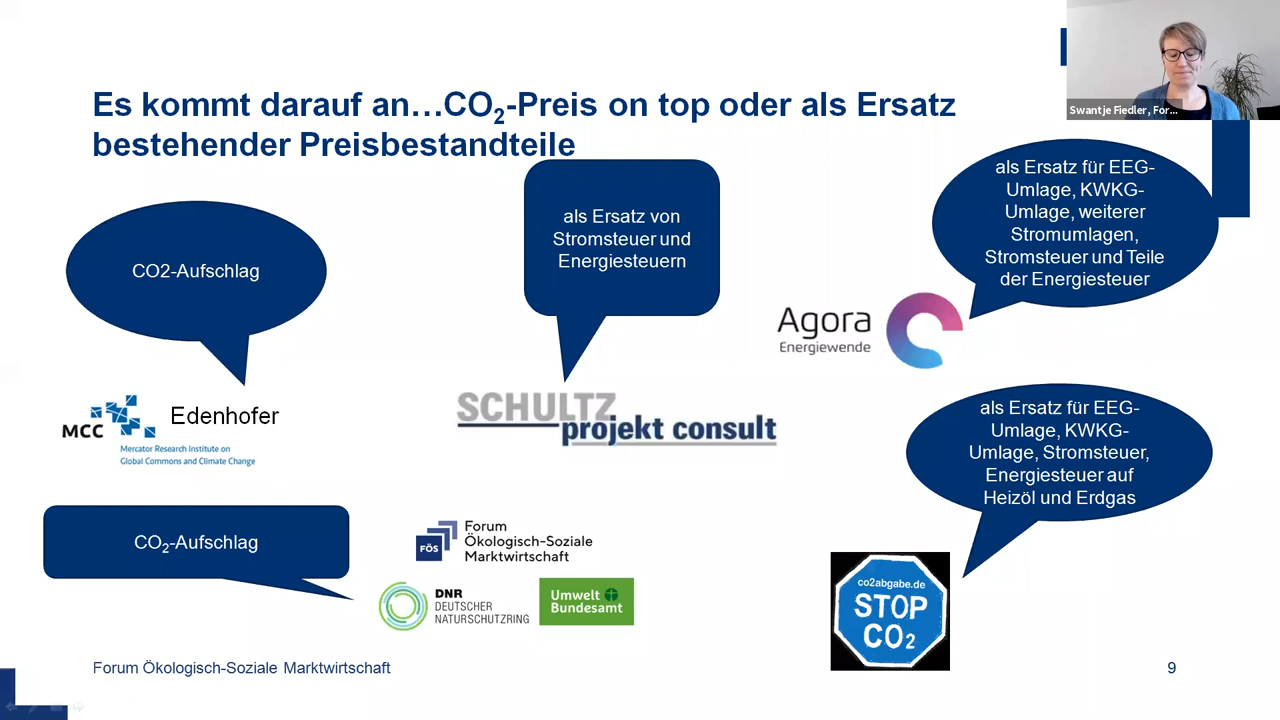 Swantje Fiedler, For...
Es kommt darauf an…CO2-Preis on top oder als Ersatz
bestehender Preisbestandteile
CO2-Aufschlag
als Ersatz von
Stromsteuer und
Energiesteuern
als Ersatz für EEG-
Umlage, KWKG-
Umlage, weiterer
Stromumlagen,
Stromsteuer und Teile
der Energiesteuer
Agora
Energiewende
MCC
Edenhofer
Mercator Research Institute on
Global Commons and Climate Change
SCHULTZ
projekt consult
als Ersatz für EEG-
Umlage, KWKG-
Umlage, Stromsteuer,
Energiesteuer auf
Heizöl und Erdgas
CO2-Aufschlag
FÖS
Forum
Ökologisch-Soziale
Marktwirtschaft
DNR
DEUTSCHER
NATURSCHUTZRING
Umwelt
Bundesamt
co2abgabe.de
STOP
CO2
Forum Ökologisch-Soziale Marktwirtschaft
9